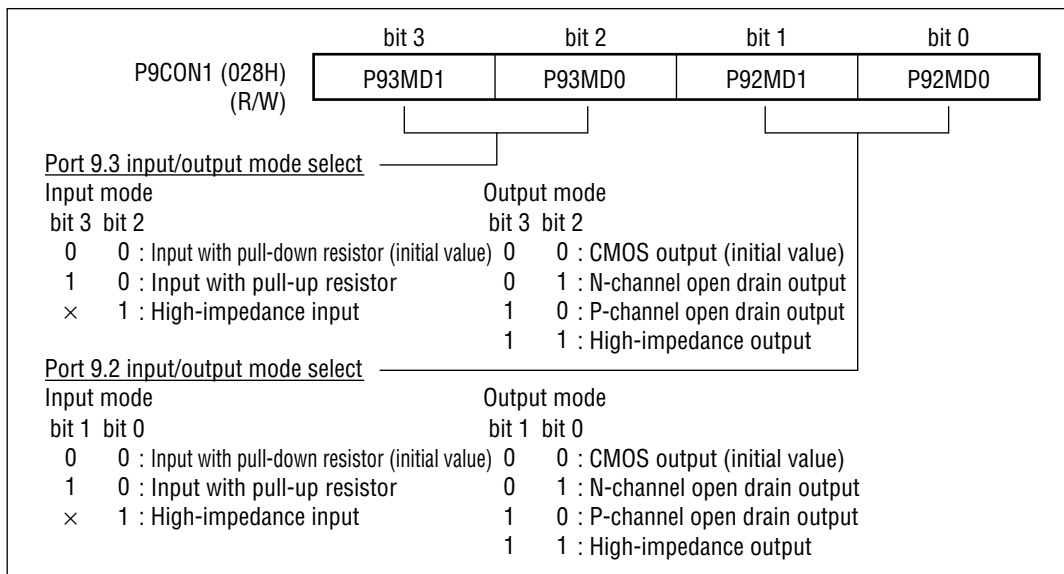 bit 3 bit 2 bit 1 bit 0
P9CON1 (028H) P93MD1 P93MD0 P92MD1 P92MD0
(R/W)
Port 9.3 input/output mode select
Input mode Output mode
bit 3 bit 2 bit 3 bit 2
0 0 : Input with pull-down resistor (initial value) 0 0 : CMOS output (initial value)
1 0 : Input with pull-up resistor 0 1 : N-channel open drain output
× 1 : High-impedance input 1 0 : P-channel open drain output
1 1 : High-impedance output
Port 9.2 input/output mode select
Input mode Output mode
bit 1 bit 0 bit 1 bit 0
0 0 : Input with pull-down resistor (initial value) 0 0 : CMOS output (initial value)
1 0 : Input with pull-up resistor 0 1 : N-channel open drain output
× 1 : High-impedance input 1 0 : P-channel open drain output
1 1 : High-impedance output